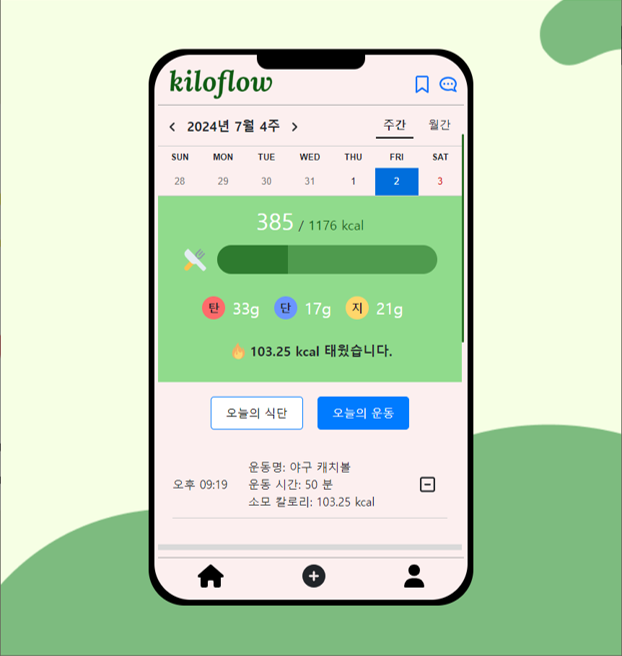 kiloflow
2024년 7월 4주
주간 월간
SUN MON TUE WED THU FRI SAT
28 29 30 31 1 2 3
385 / 1176 kcal
탄 33g 단 17g 지 21g
103.25 kcal 태웠습니다.
오늘의 식단 오늘의 운동
운동명: 야구 캐치볼
오후 09:19 운동 시간: 50 분
소모 칼로리: 103.25 kcal